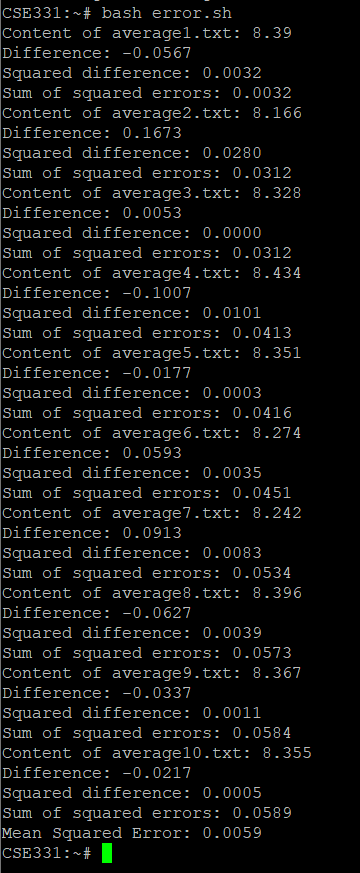 CSE331:~# bash error.sh
Content of average1.txt: 8.39
Difference: -0.0567
Squared difference: 0.0032
Sum of squared errors: 0.0032
Content of average2.txt: 8.166
Difference: 0.1673
Squared difference: 0.0280
Sum of squared errors: 0.0312
Content of average3.txt: 8.328
Difference: 0.0053
Squared difference: 0.0000
Sum of squared errors: 0.0312
Content of average4.txt: 8.434
Difference: -0.1007
Squared difference: 0.0101
Sum of squared errors: 0.0413
Content of average5.txt: 8.351
Difference: -0.0177
Squared difference: 0.0003
Sum of squared errors: 0.0416
Content of average6.txt: 8.274
Difference: 0.0593
Squared difference: 0.0035
Sum of squared errors: 0.0451
Content of average7.txt: 8.242
Difference: 0.0913
Squared difference: 0.0083
Sum of squared errors: 0.0534
Content of average8.txt: 8.396
Difference: -0.0627
Squared difference: 0.0039
Sum of squared errors: 0.0573
Content of average9.txt: 8.367
Difference: -0.0337
Squared difference: 0.0011
Sum of squared errors: 0.0584
Content of average10.txt: 8.355
Difference: -0.0217
Squared difference: 0.0005
Sum of squared errors: 0.0589
Mean Squared Error: 0.0059
CSE331:~#